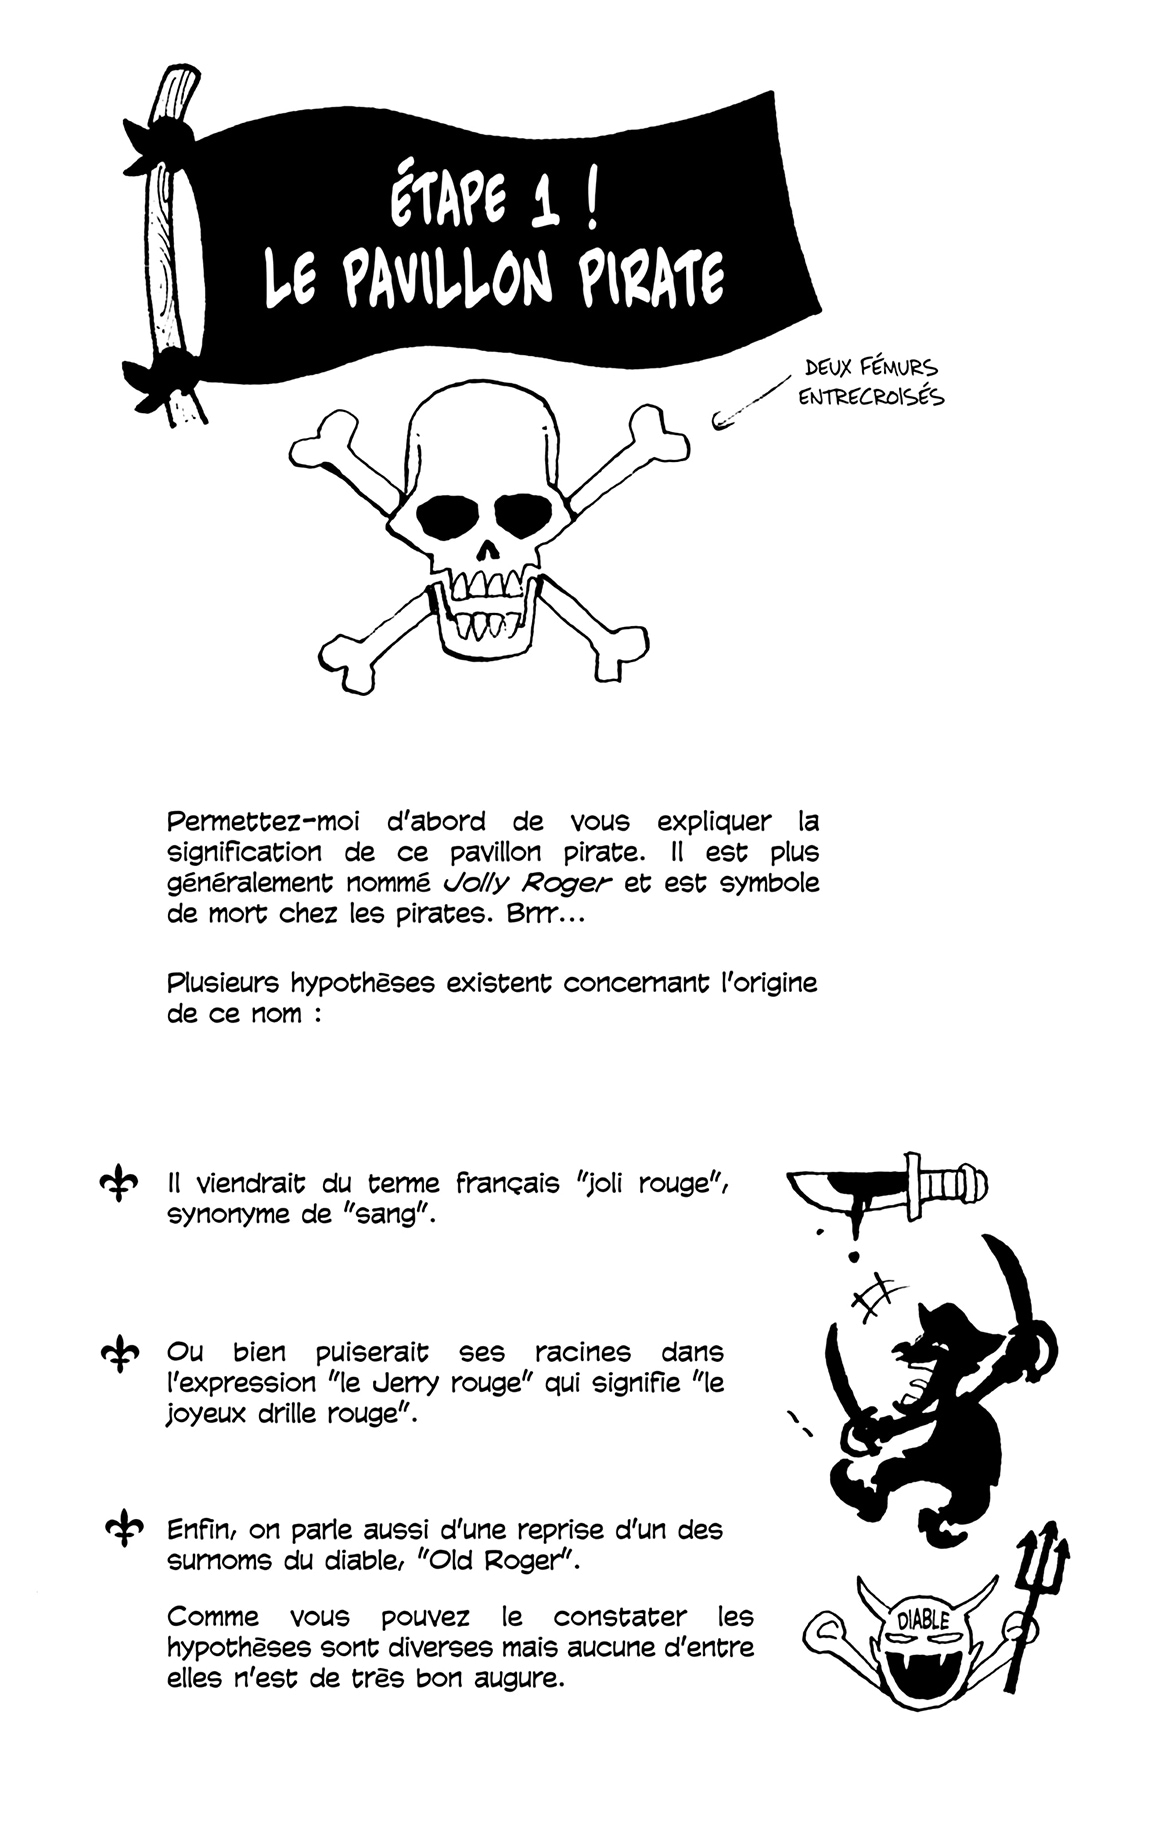 ÉTAPE 1 !
LE PAVILLON PIRATE
DEUX FÉMURS
ENTRECROISÉS
Permettez-moi d'abord de vous expliquer la
signification de ce pavillon pirate. Il est plus
généralement nommé Jolly Roger et est symbole
de mort chez les pirates. Brrr...
Plusieurs hypothèses existent concernant l'origine
de ce nom :
Il viendrait du terme français "joli rouge",
synonyme de "sang".
Ou bien puiserait ses racines dans
l'expression "le Jerry rouge" qui signifie "le
joyeux drille rouge".
Enfin, on parle aussi d'une reprise d'un des
surnoms du diable, "Old Roger".
DIABLE
Comme vous pouvez le constater les
hypothèses sont diverses mais aucune d'entre
elles n'est de très bon augure.